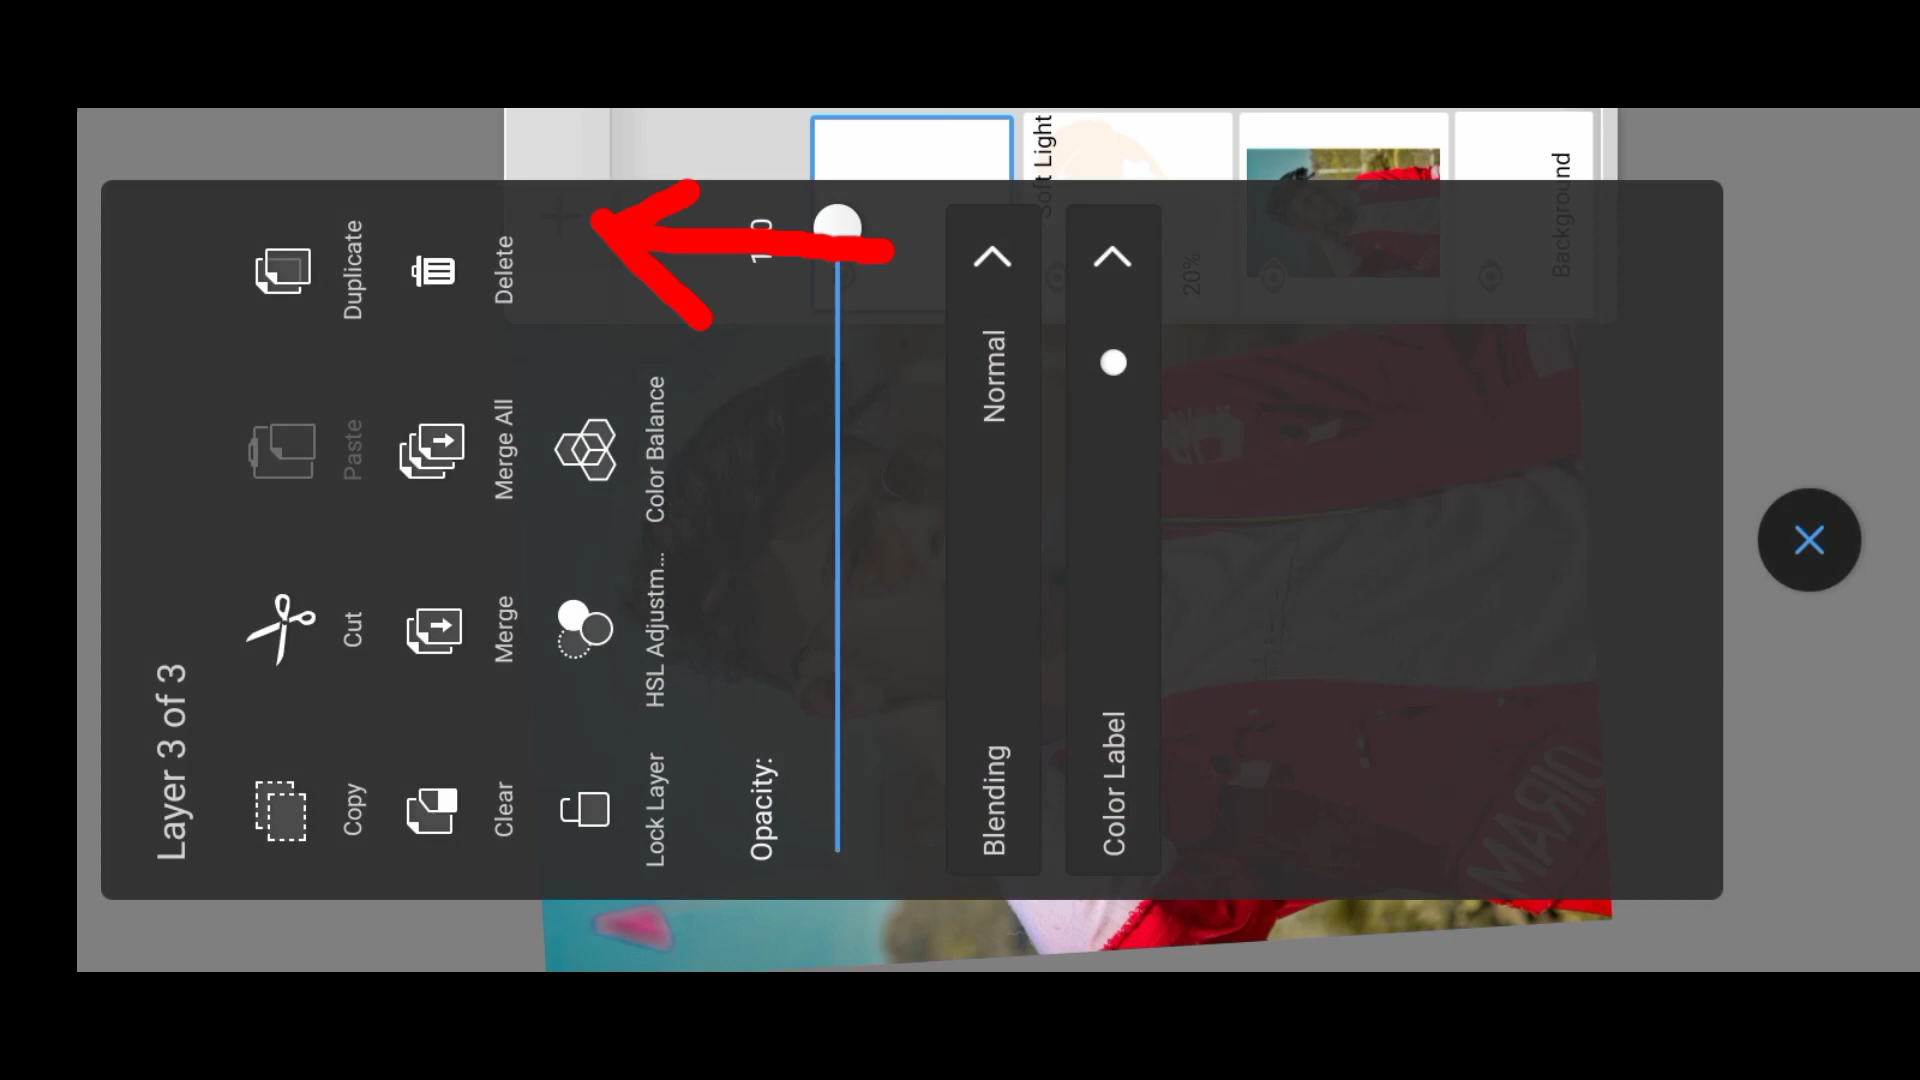 Layer 3 of 3
Copy
Cut
Paste
Duplicate
Clear
Merge
Merge All
Delete
Lock Layer
HSL Adjustm...
Color Balance
Opacity:
Blending
Normal
Color Label
Soft Light
20%
Background